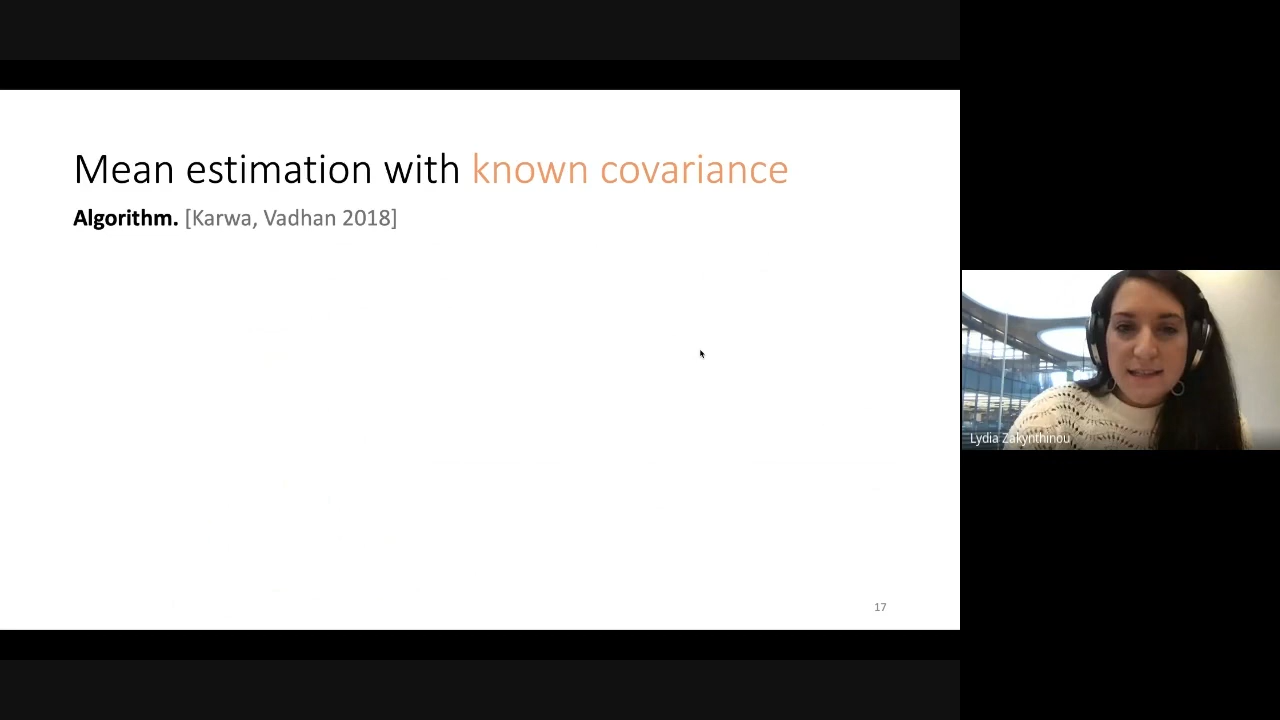 Mean estimation with known covariance
Algorithm. [Karwa, Vadhan 2018]
17
Lydia Zakynthinou